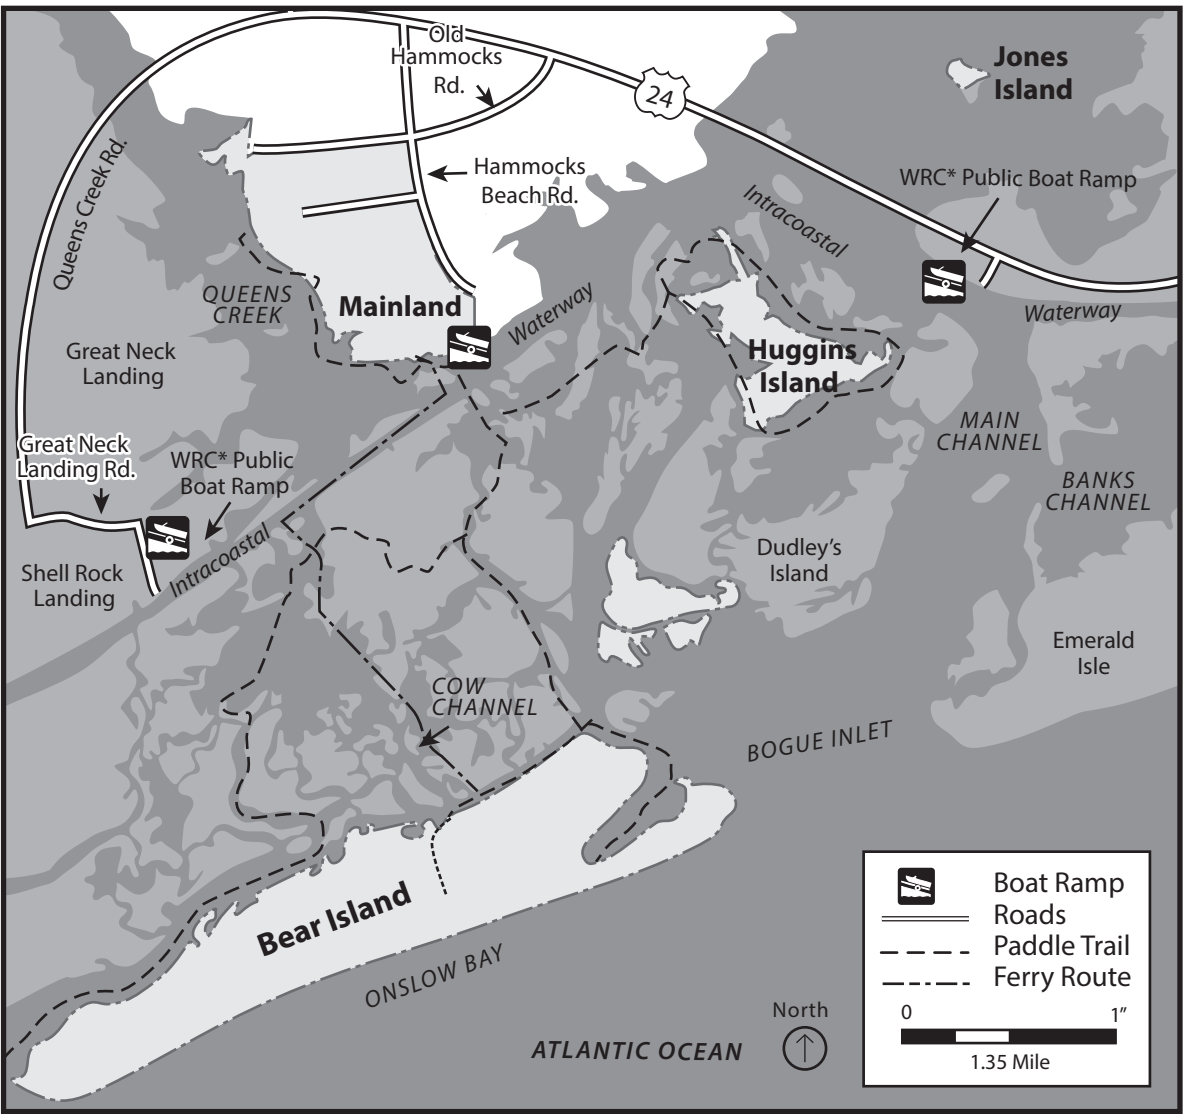 Old
Hammocks
Rd.
24
Jones
Island
Queens Creek Rd.
Hammocks
Beach Rd.
WRC* Public Boat Ramp
Intracoastal
QUEENS
CREEK
Mainland
Waterway
Waterway
Great Neck
Landing
Huggins
Island
MAIN
CHANNEL
Great Neck
Landing Rd.
WRC* Public
Boat Ramp
BANKS
CHANNEL
Intracoastal
Shell Rock
Landing
Dudley’s
Island
Emerald
Isle
COW
CHANNEL
BOGUE INLET
Bear Island
ONSLOW BAY
ATLANTIC OCEAN
North
Boat Ramp
Roads
Paddle Trail
Ferry Route
0 1”
1.35 Mile